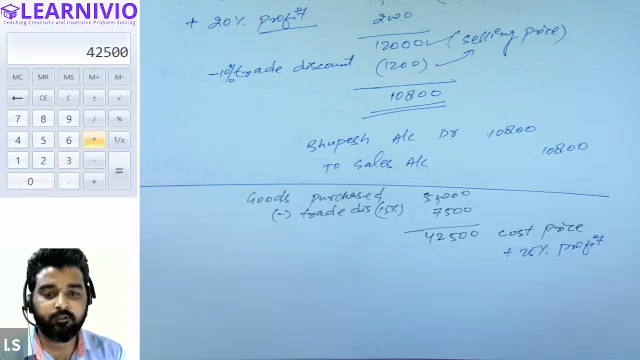 LEARNIVIO
Teaching Creativity and Inventive Problem Solving
42500
MC MR MS M+ M-
← CE C ± √
7 8 9 / %
4 5 6 * 1/x
1 2 3 - =
0 . +
+ 20% profit 2000
12000 (selling price)
-10% trade discount (1200)
10800
Bhupesh A/c Dr 10800
To Sales A/c 10800
Goods purchased 50000
(-) trade dis (15%) 7500
42500 cost price
+ 25% profit
I.S